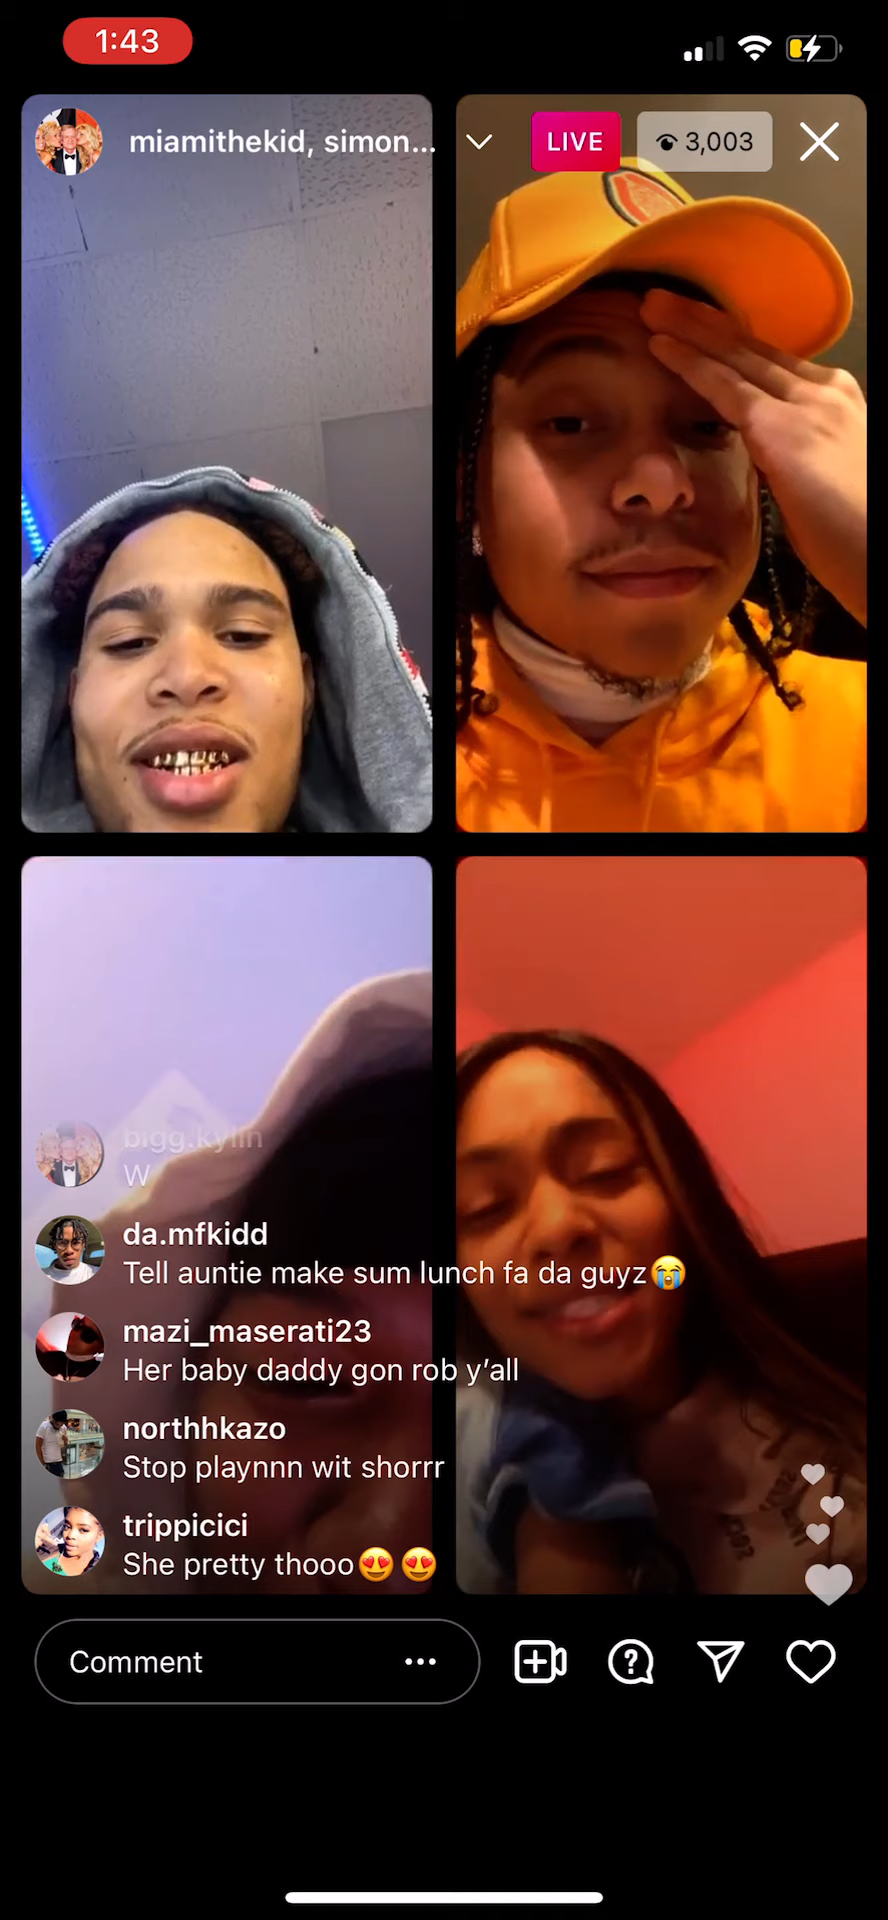 1:43
miamithekid, simon...
LIVE
3,003
bigg.kylin
W
da.mfkidd
Tell auntie make sum lunch fa da guyz😭
mazi_maserati23
Her baby daddy gon rob y’all
northhkazo
Stop playnnn wit shorrr
trippicici
She pretty thooo😍😍
Comment